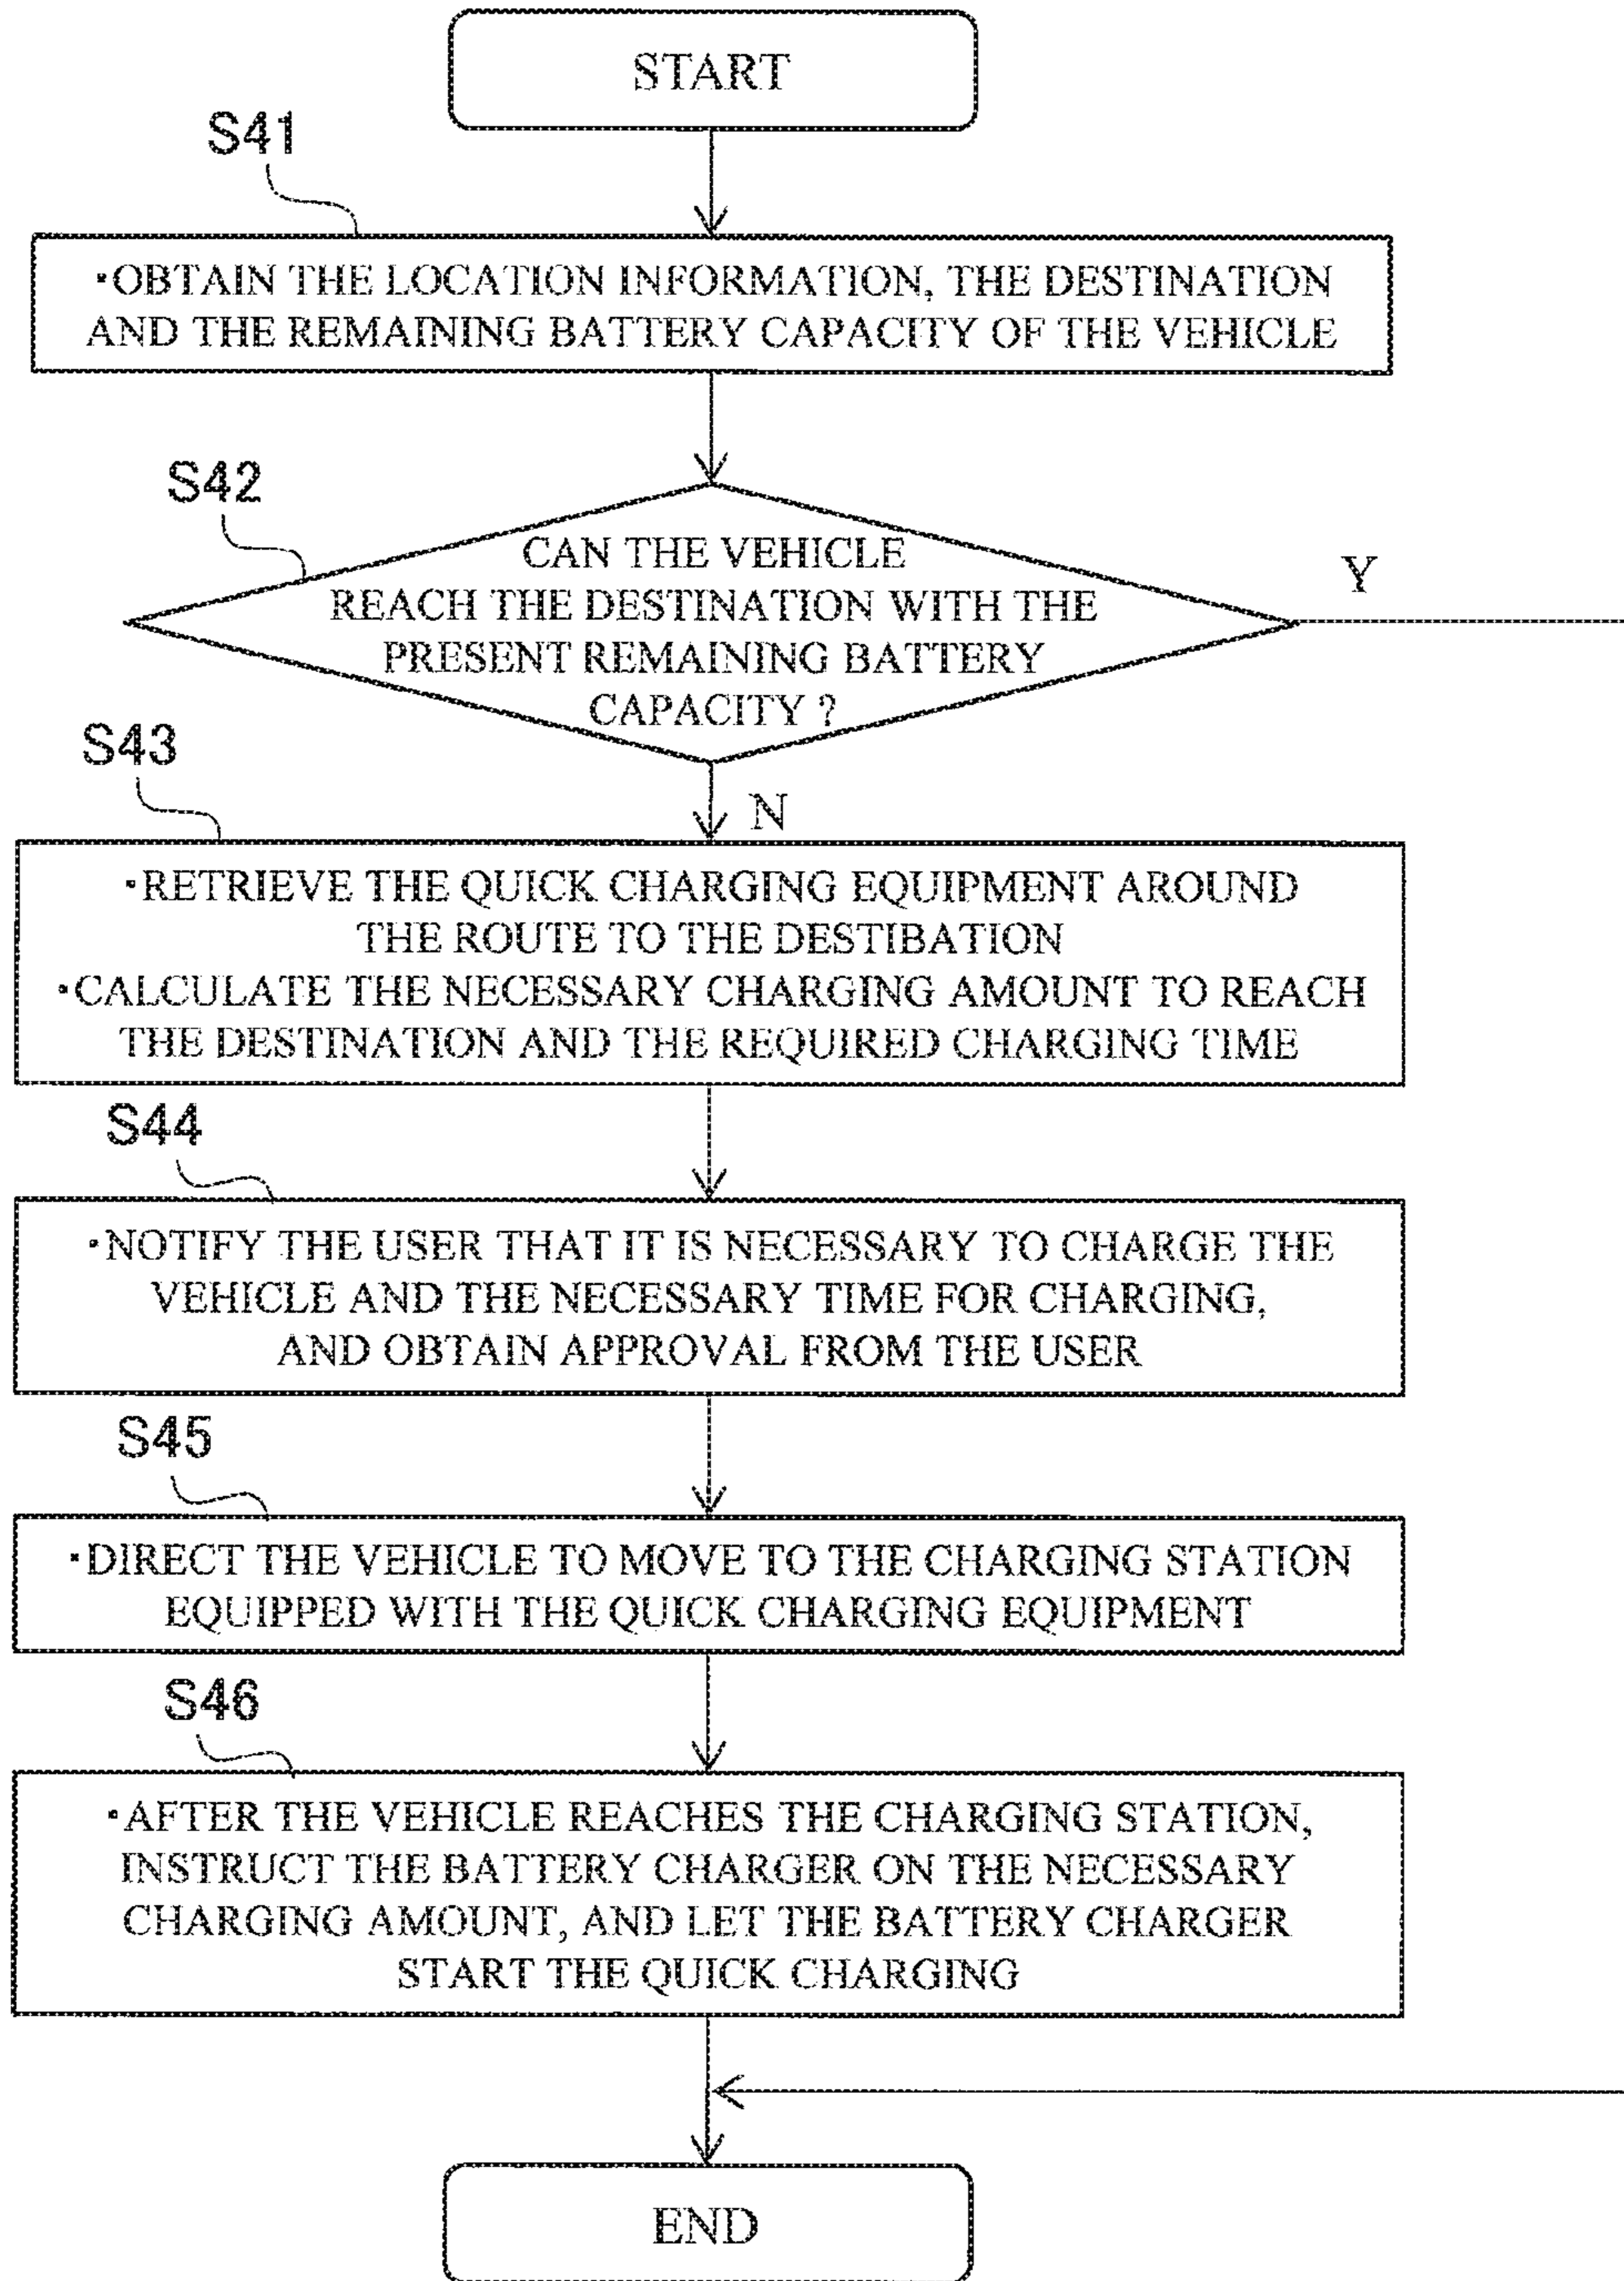 START
S41
·OBTAIN THE LOCATION INFORMATION, THE DESTINATION
AND THE REMAINING BATTERY CAPACITY OF THE VEHICLE
S42
CAN THE VEHICLE
REACH THE DESTINATION WITH THE
PRESENT REMAINING BATTERY
CAPACITY ?
Y
N
S43
·RETRIEVE THE QUICK CHARGING EQUIPMENT AROUND
THE ROUTE TO THE DESTIBATION
·CALCULATE THE NECESSARY CHARGING AMOUNT TO REACH
THE DESTINATION AND THE REQUIRED CHARGING TIME
S44
·NOTIFY THE USER THAT IT IS NECESSARY TO CHARGE THE
VEHICLE AND THE NECESSARY TIME FOR CHARGING,
AND OBTAIN APPROVAL FROM THE USER
S45
·DIRECT THE VEHICLE TO MOVE TO THE CHARGING STATION
EQUIPPED WITH THE QUICK CHARGING EQUIPMENT
S46
·AFTER THE VEHICLE REACHES THE CHARGING STATION,
INSTRUCT THE BATTERY CHARGER ON THE NECESSARY
CHARGING AMOUNT, AND LET THE BATTERY CHARGER
START THE QUICK CHARGING
END